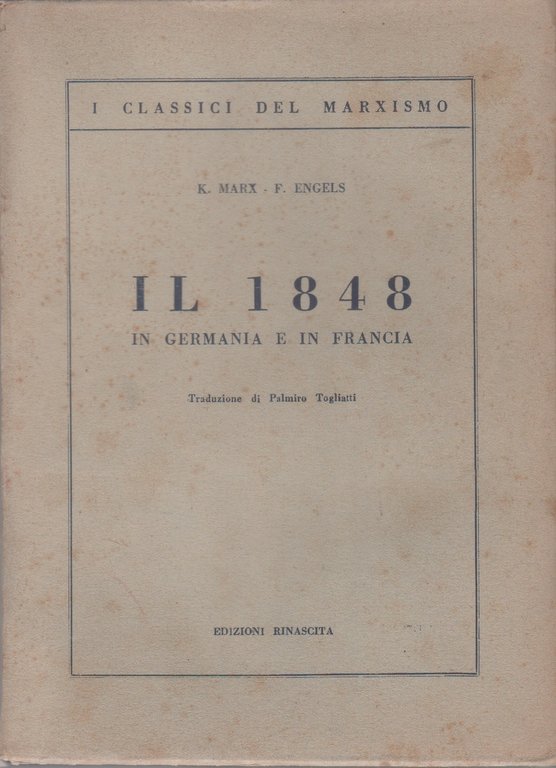 I CLASSICI DEL MARXISMO
K. MARX - F. ENGELS
IL 1848
IN GERMANIA E IN FRANCIA
Traduzione di Palmiro Togliatti
EDIZIONI RINASCITA